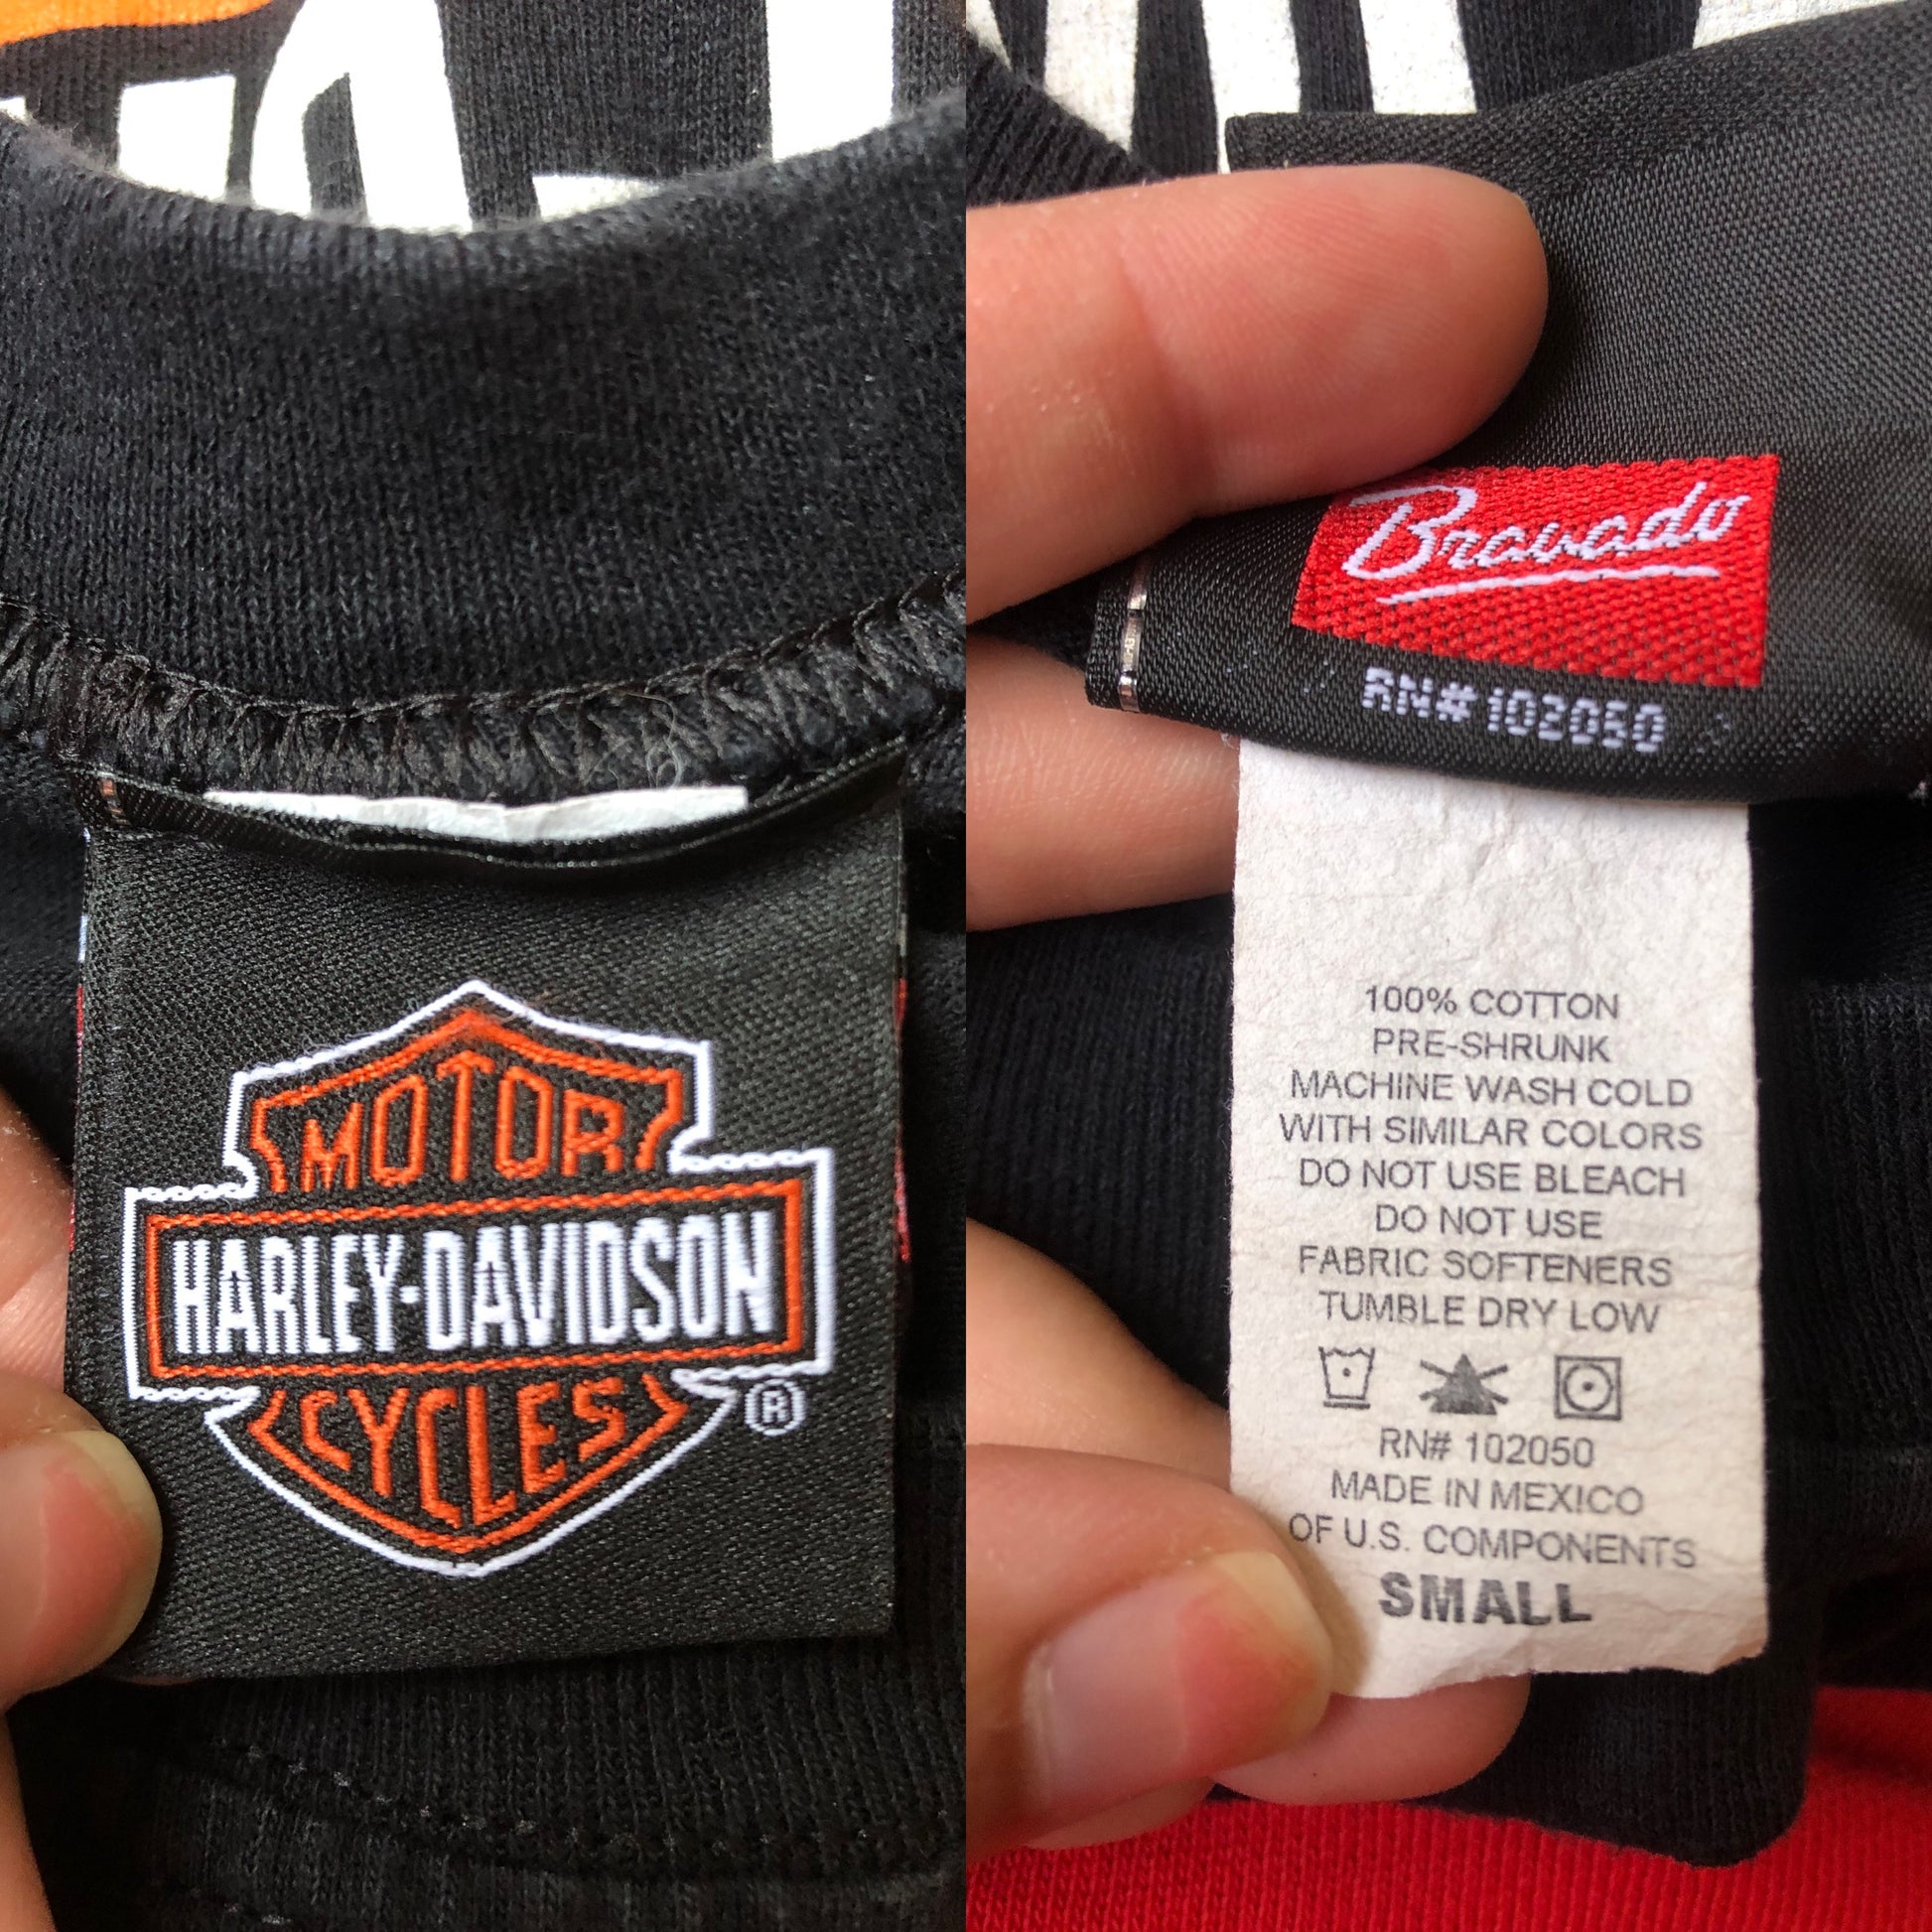 MOTOR
HARLEY-DAVIDSON
CYCLES
®
Bravado
RN# 102050
100% COTTON
PRE-SHRUNK
MACHINE WASH COLD
WITH SIMILAR COLORS
DO NOT USE BLEACH
DO NOT USE
FABRIC SOFTENERS
TUMBLE DRY LOW
RN# 102050
MADE IN MEXICO
OF U.S. COMPONENTS
SMALL